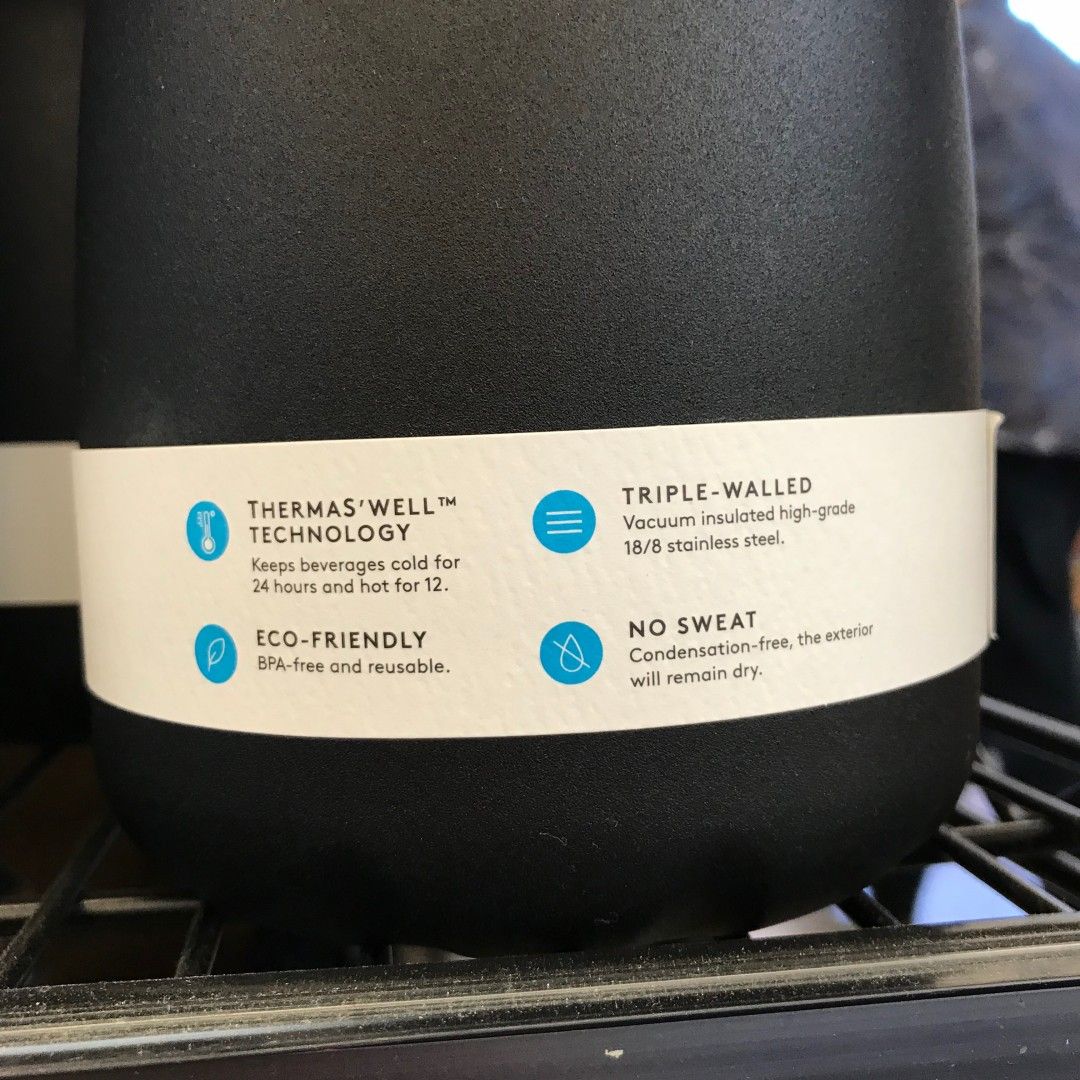 THERMAS'WELL™
TECHNOLOGY
Keeps beverages cold for
24 hours and hot for 12.
ECO-FRIENDLY
BPA-free and reusable.
TRIPLE-WALLED
Vacuum insulated high-grade
18/8 stainless steel.
NO SWEAT
Condensation-free, the exterior
will remain dry.